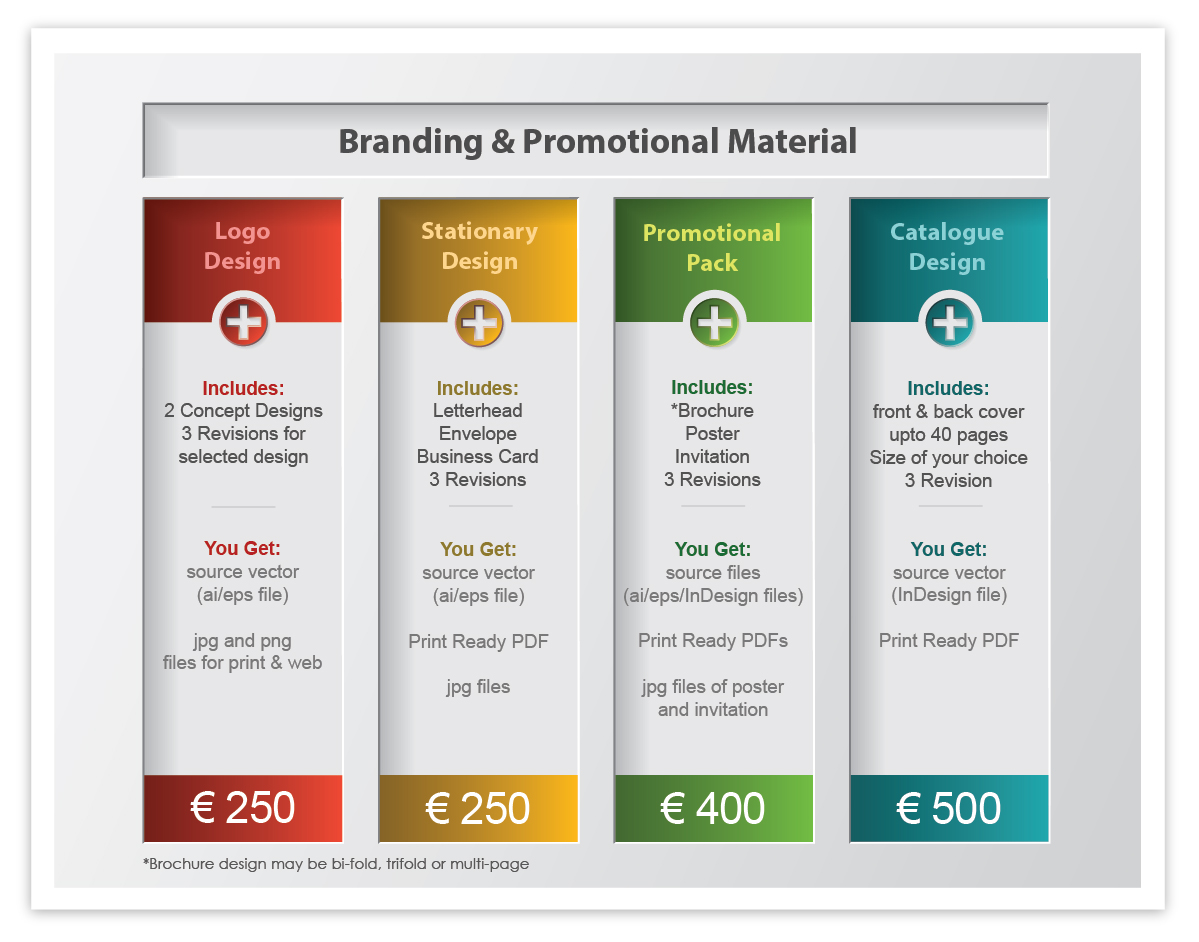 Branding & Promotional Material
Logo
Design
Includes:
2 Concept Designs
3 Revisions for
selected design
You Get:
source vector
(ai/eps file)
jpg and png
files for print & web
€ 250
Stationary
Design
Includes:
Letterhead
Envelope
Business Card
3 Revisions
You Get:
source vector
(ai/eps file)
Print Ready PDF
jpg files
€ 250
Promotional
Pack
Includes:
*Brochure
Poster
Invitation
3 Revisions
You Get:
source files
(ai/eps/InDesign files)
Print Ready PDFs
jpg files of poster
and invitation
€ 400
Catalogue
Design
Includes:
front & back cover
upto 40 pages
Size of your choice
3 Revision
You Get:
source vector
(InDesign file)
Print Ready PDF
€ 500
*Brochure design may be bi-fold, trifold or multi-page